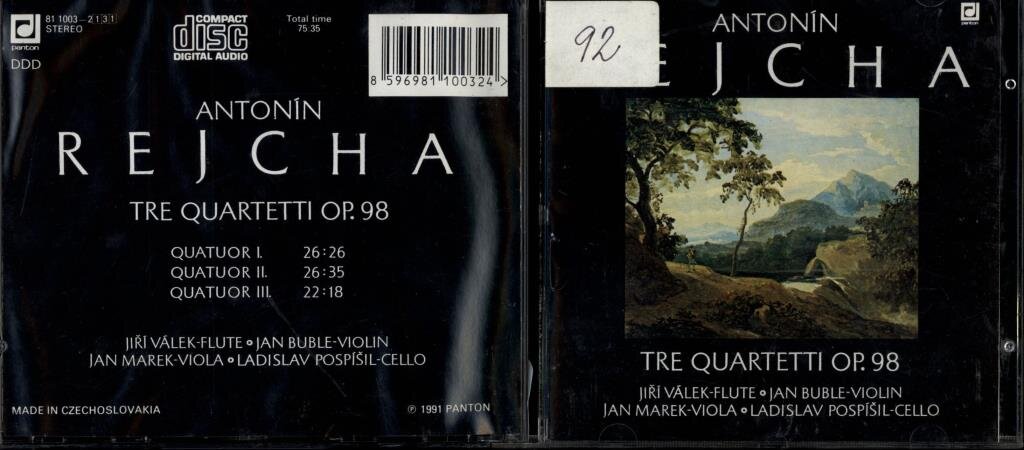 panton
81 1003-2 131
STEREO
DDD
COMPACT
disc
DIGITAL AUDIO
Total time
75:35
8 596981 100324 >
ANTONÍN
REJCHA
TRE QUARTETTI OP. 98
QUATUOR I. 26:26
QUATUOR II. 26:35
QUATUOR III. 22:18
JIŘÍ VÁLEK-FLUTE • JAN BUBLE-VIOLIN
JAN MAREK-VIOLA • LADISLAV POSPÍŠIL-CELLO
MADE IN CZECHOSLOVAKIA
℗ 1991 PANTON
92
ANTONÍN
EJCHA
panton
TRE QUARTETTI OP. 98
JIŘÍ VÁLEK-FLUTE • JAN BUBLE-VIOLIN
JAN MAREK-VIOLA • LADISLAV POSPÍŠIL-CELLO